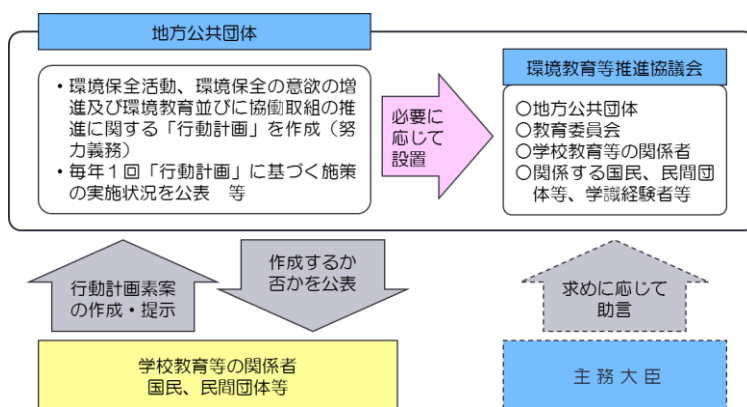 地方公共団体
・環境保全活動、環境保全の意欲の増
進及び環境教育並びに協働取組の推
進に関する「行動計画」を作成（努
力義務）
・毎年１回「行動計画」に基づく施策
の実施状況を公表　等
必要に
応じて
設置
環境教育等推進協議会
○地方公共団体
○教育委員会
○学校教育等の関係者
○関係する国民、民間団
体等、学識経験者等
行動計画素案
の作成・提示
作成するか
否かを公表
求めに応じて
助言
学校教育等の関係者
国民、民間団体等
主務大臣